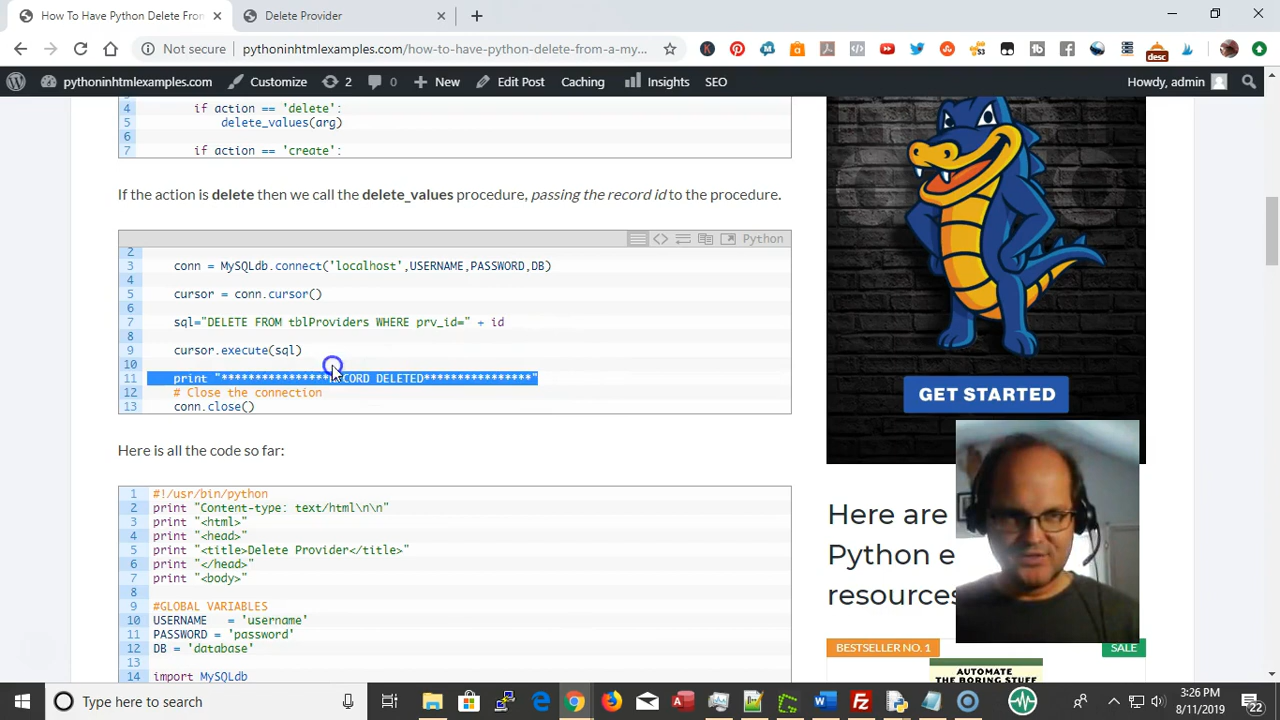 How To Have Python Delete Fro
Delete Provider
Not secure
pythoninhtmlexamples.com/how-to-have-python-delete-from-a-my...
desc
pythoninhtmlexamples.com
Customize
2
0
New
Edit Post
Caching
Insights
SEO
Howdy, admin
4 if action == 'delete':
5 delete_values(arg)
6
7 if action == 'create':
If the action is delete then we call the delete_values procedure, passing the record id to the procedure.
Python
2
3 conn = MySQLdb.connect('localhost',USERNAME,PASSWORD,DB)
4
5 cursor = conn.cursor()
6
7 sql="DELETE FROM tblProviders WHERE prv_id=" + id
8
9 cursor.execute(sql)
10
12 # Close the connection
13 conn.close()
Here is all the code so far:
1 #!/usr/bin/python
2 print "Content-type: text/html\n\n"
3 print "<html>"
4 print "<head>"
5 print "<title>Delete Provider</title>"
6 print "</head>"
7 print "<body>"
8
9 #GLOBAL VARIABLES
10 USERNAME = 'username'
11 PASSWORD = 'password'
12 DB = 'database'
13
14 import MySQLdb
GET STARTED
Here are
Python e
resources
BESTSELLER NO. 1
SALE
AUTOMATE
THE BORING STUFF
Type here to search
3:26 PM
8/11/2019
22